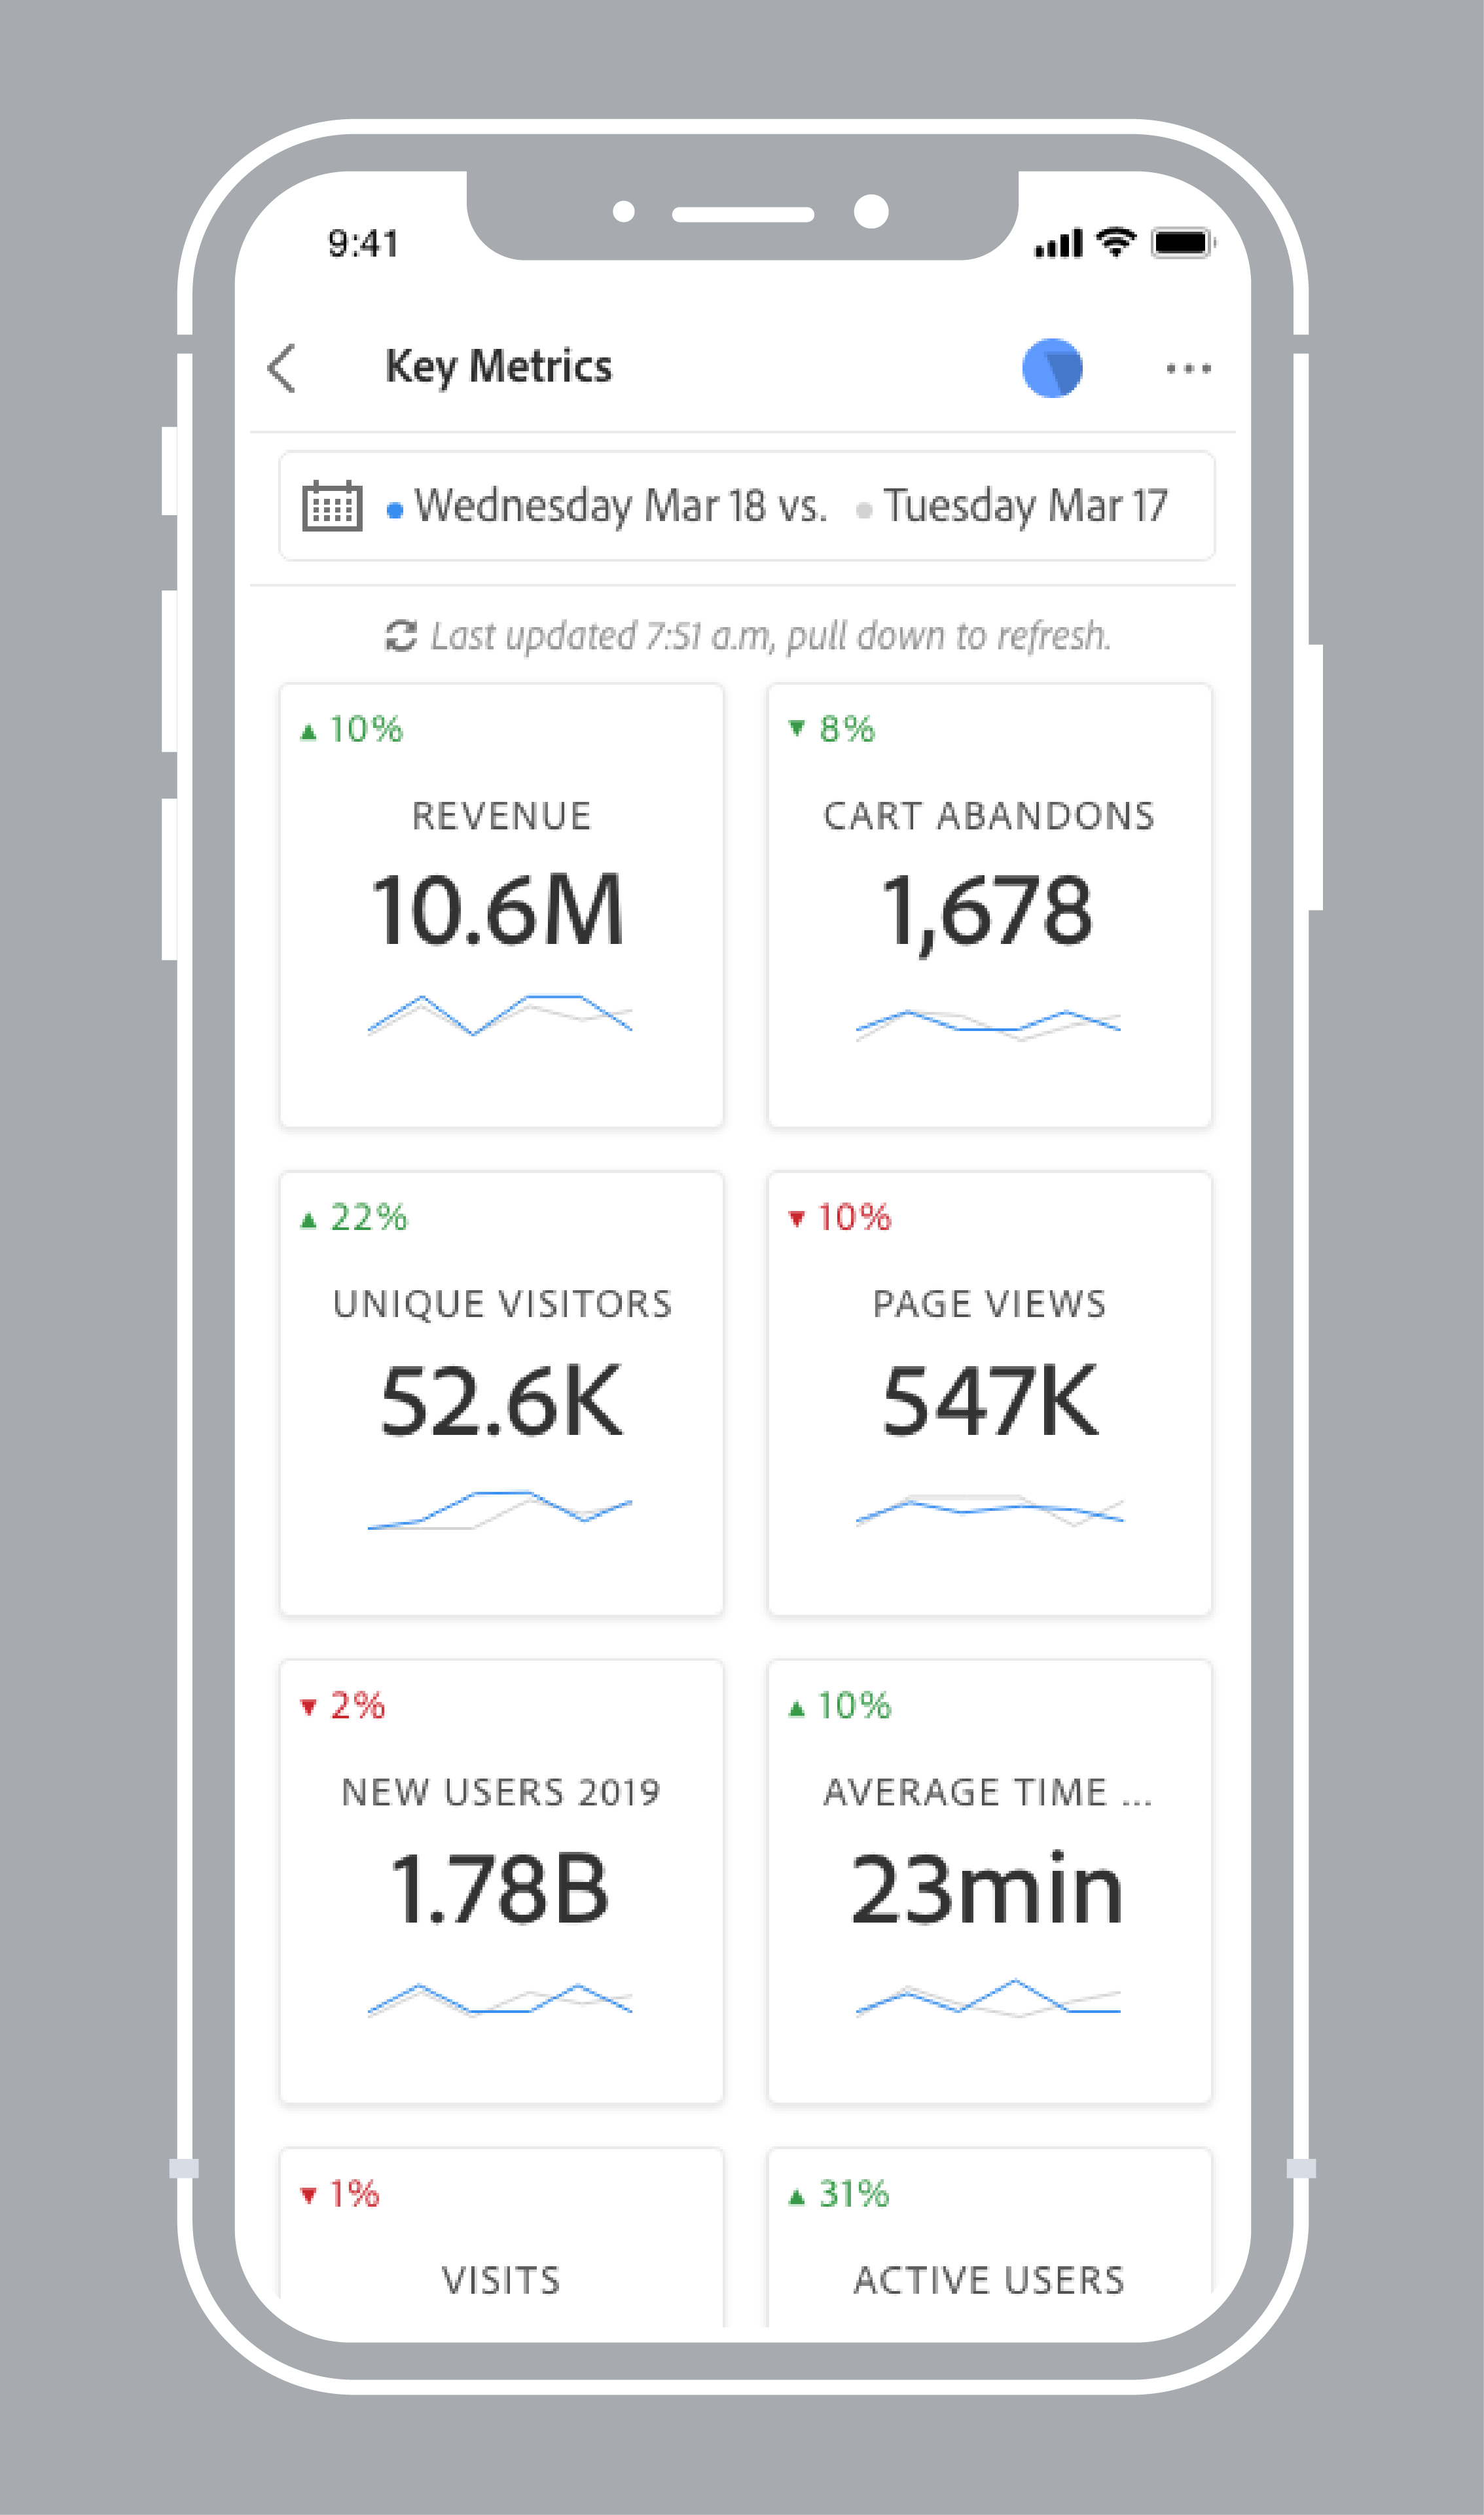 9:41
Key Metrics
Wednesday Mar 18 vs. Tuesday Mar 17
Last updated 7:51 a.m, pull down to refresh.
10%
REVENUE
10.6M
8%
CART ABANDONS
1,678
22%
UNIQUE VISITORS
52.6K
10%
PAGE VIEWS
547K
2%
NEW USERS 2019
1.78B
10%
AVERAGE TIME ...
23min
1%
VISITS
31%
ACTIVE USERS